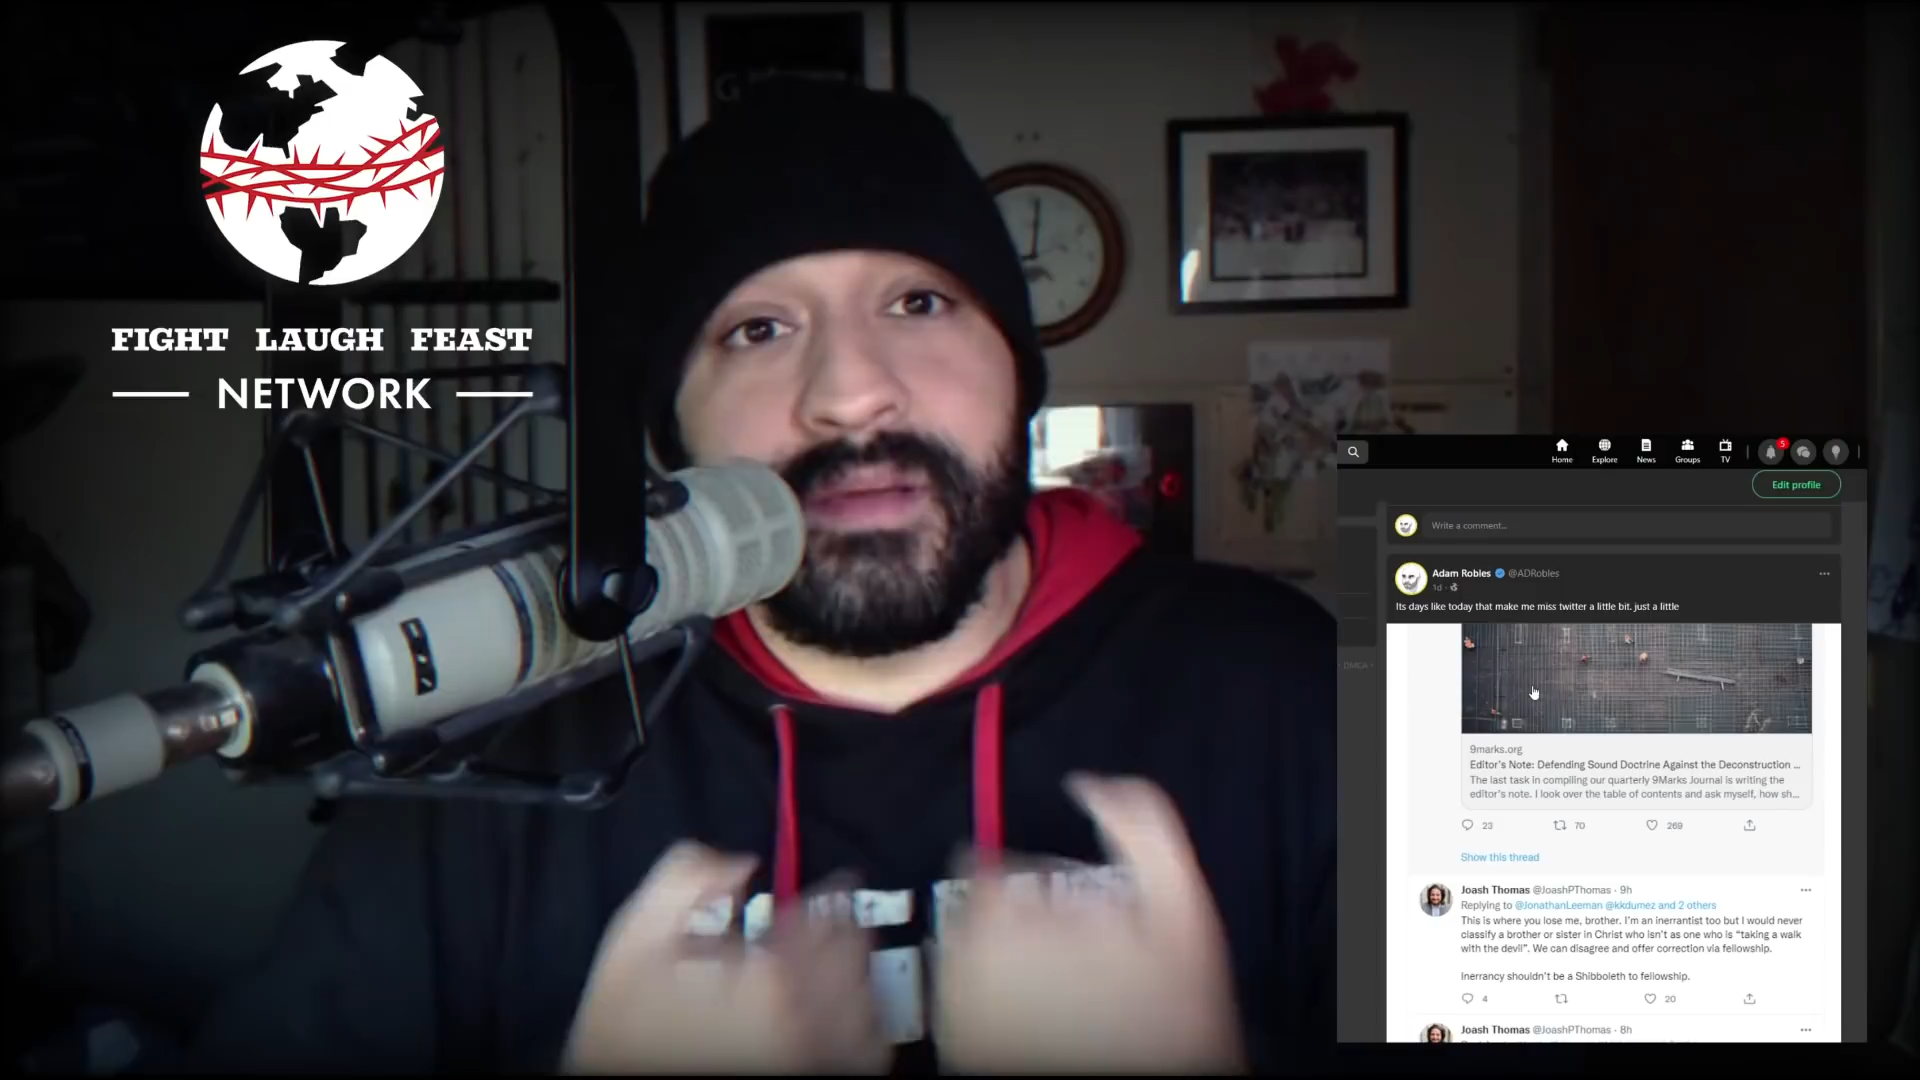 FIGHT LAUGH FEAST
NETWORK
Home
Explore
News
Groups
TV
5
Edit profile
Write a comment...
Adam Robles @ADRobles
1d
Its days like today that make me miss twitter a little bit. just a little
DMCA
9marks.org
Editor's Note: Defending Sound Doctrine Against the Deconstruction ...
The last task in compiling our quarterly 9Marks Journal is writing the
editor's note. I look over the table of contents and ask myself, how sh...
23
70
269
Show this thread
Joash Thomas @JoashPThomas · 9h
Replying to @JonathanLeeman @kkdumez and 2 others
This is where you lose me, brother. I'm an inerrantist too but I would never
classify a brother or sister in Christ who isn't as one who is "taking a walk
with the devil". We can disagree and offer correction via fellowship.
Inerrancy shouldn't be a Shibboleth to fellowship.
4
20
Joash Thomas @JoashPThomas · 8h